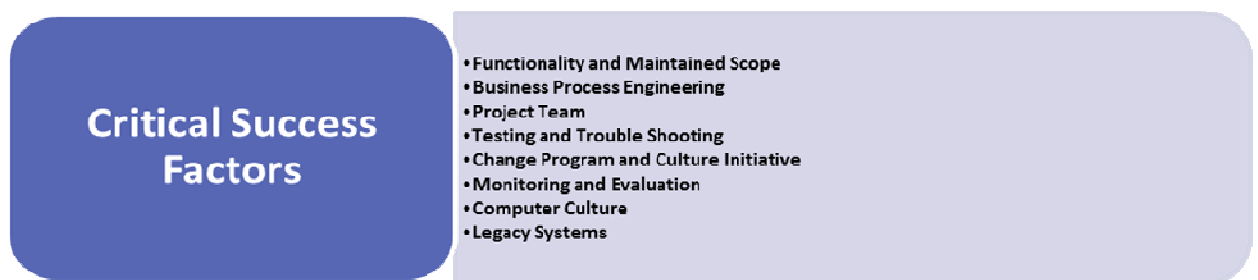 Critical Success
Factors
•Functionality and Maintained Scope
•Business Process Engineering
•Project Team
•Testing and Trouble Shooting
•Change Program and Culture Initiative
•Monitoring and Evaluation
•Computer Culture
•Legacy Systems